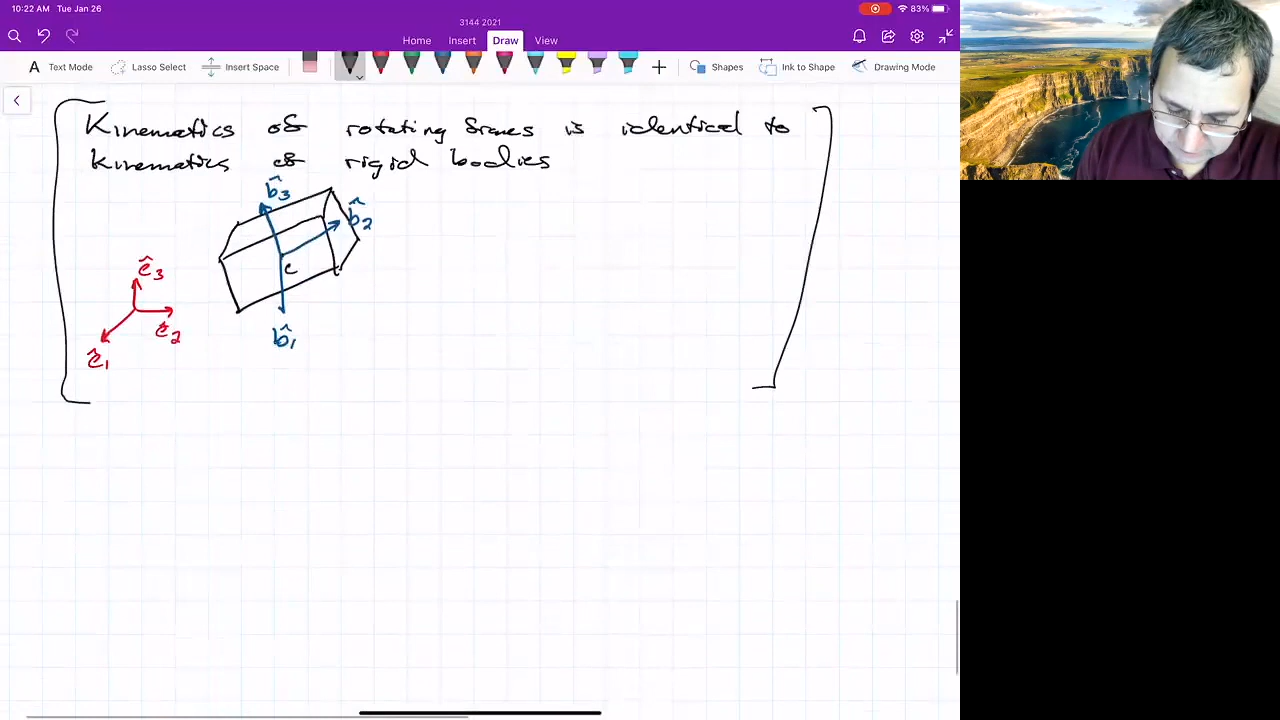 10:22 AM Tue Jan 26
83%
3144 2021
Home Insert Draw View
Text Mode Lasso Select Insert Space Shapes Ink to Shape Drawing Mode
Kinematics of rotating frames is identical to
kinematics of rigid bodies
b̂3
b̂2
c
b̂1
ê3
ê2
ê1